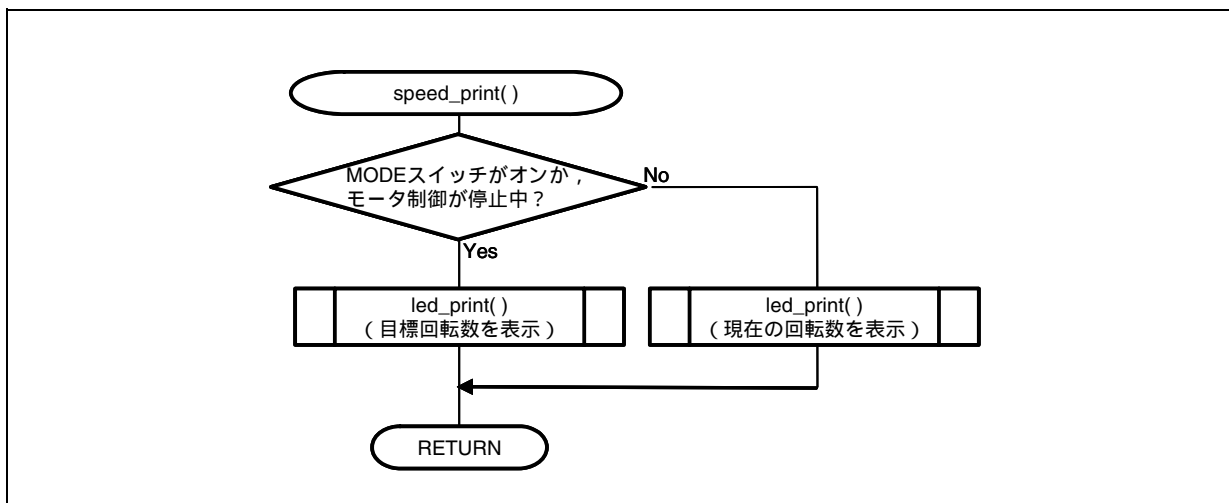 speed_print( )
MODEスイッチがオンか，
モータ制御が停止中？
No
Yes
led_print( )
（目標回転数を表示）
led_print( )
（現在の回転数を表示）
RETURN